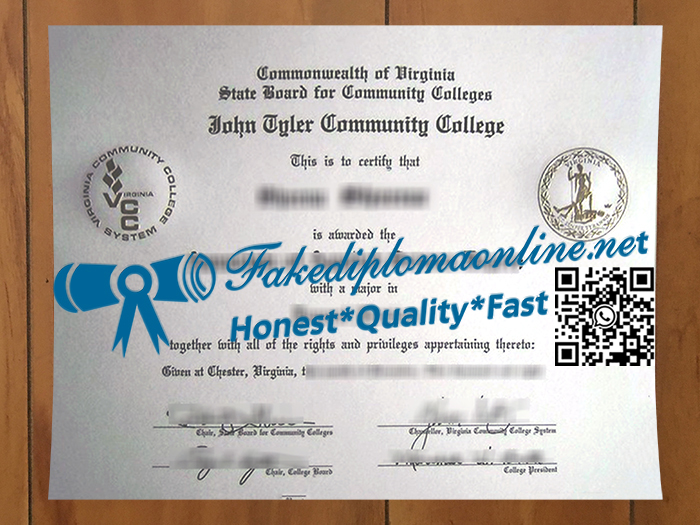 Commonwealth of Virginia
State Board for Community Colleges
John Tyler Community College
This is to certify that
VIRGINIA COMMUNITY COLLEGE SYSTEM
VIRGINIA
VCC
VIRGINIA
is awarded the
Fakediplomaonline.net
with a major in
Honest*Quality*Fast
together with all of the rights and privileges appertaining thereto:
Given at Chester, Virginia,
Chair, State Board for Community Colleges
Chancellor, Virginia Community College System
Chair, College Board
College President